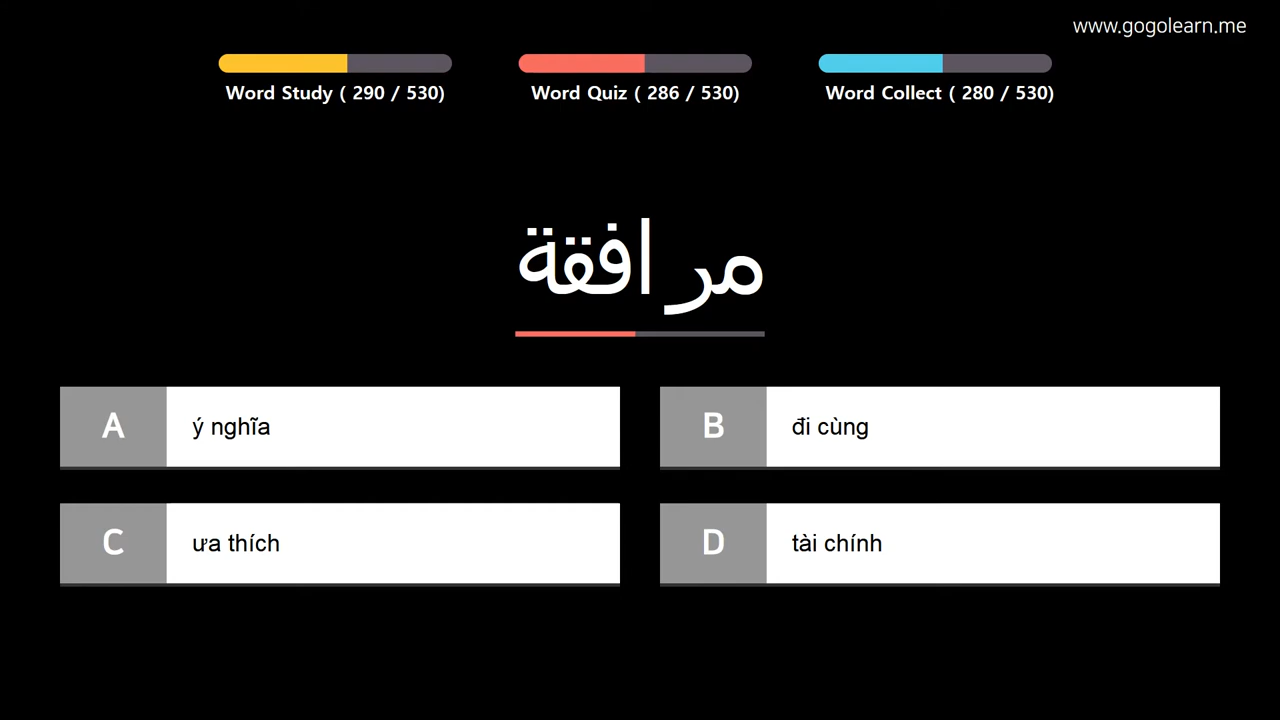 www.gogolearn.me
Word Study ( 290 / 530)
Word Quiz ( 286 / 530)
Word Collect ( 280 / 530)
مرافقة
A ý nghĩa
B đi cùng
C ưa thích
D tài chính